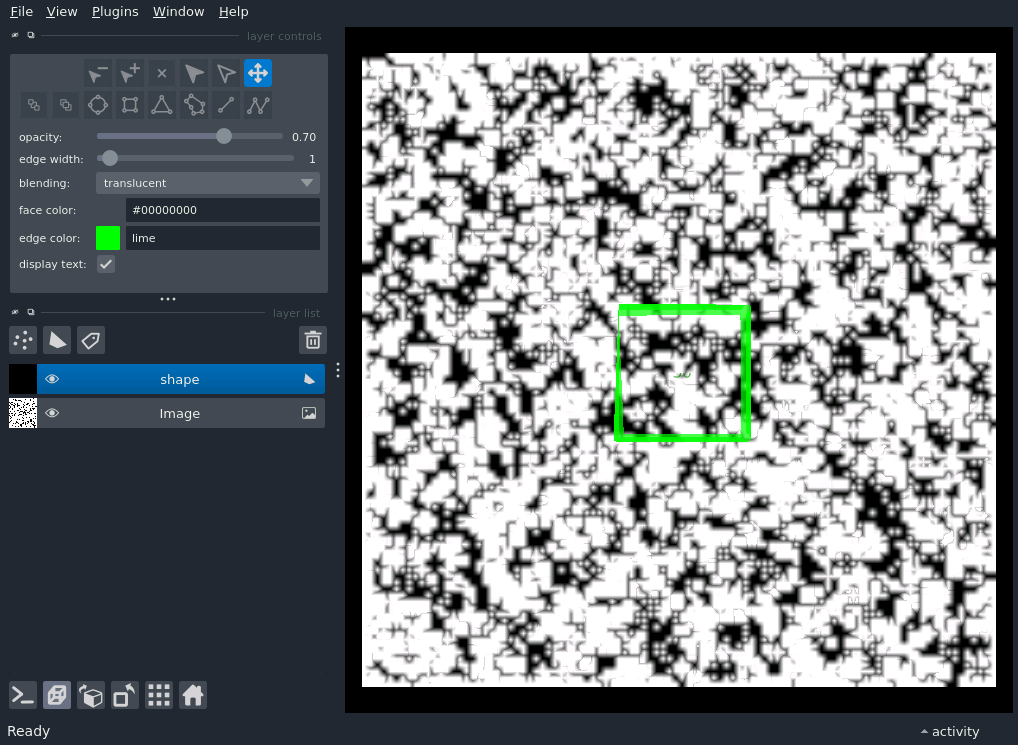 File View Plugins Window Help
layer controls
opacity: 0.70
edge width: 1
blending: translucent
face color: #00000000
edge color: lime
display text:
layer list
shape
Image
Ready
activity